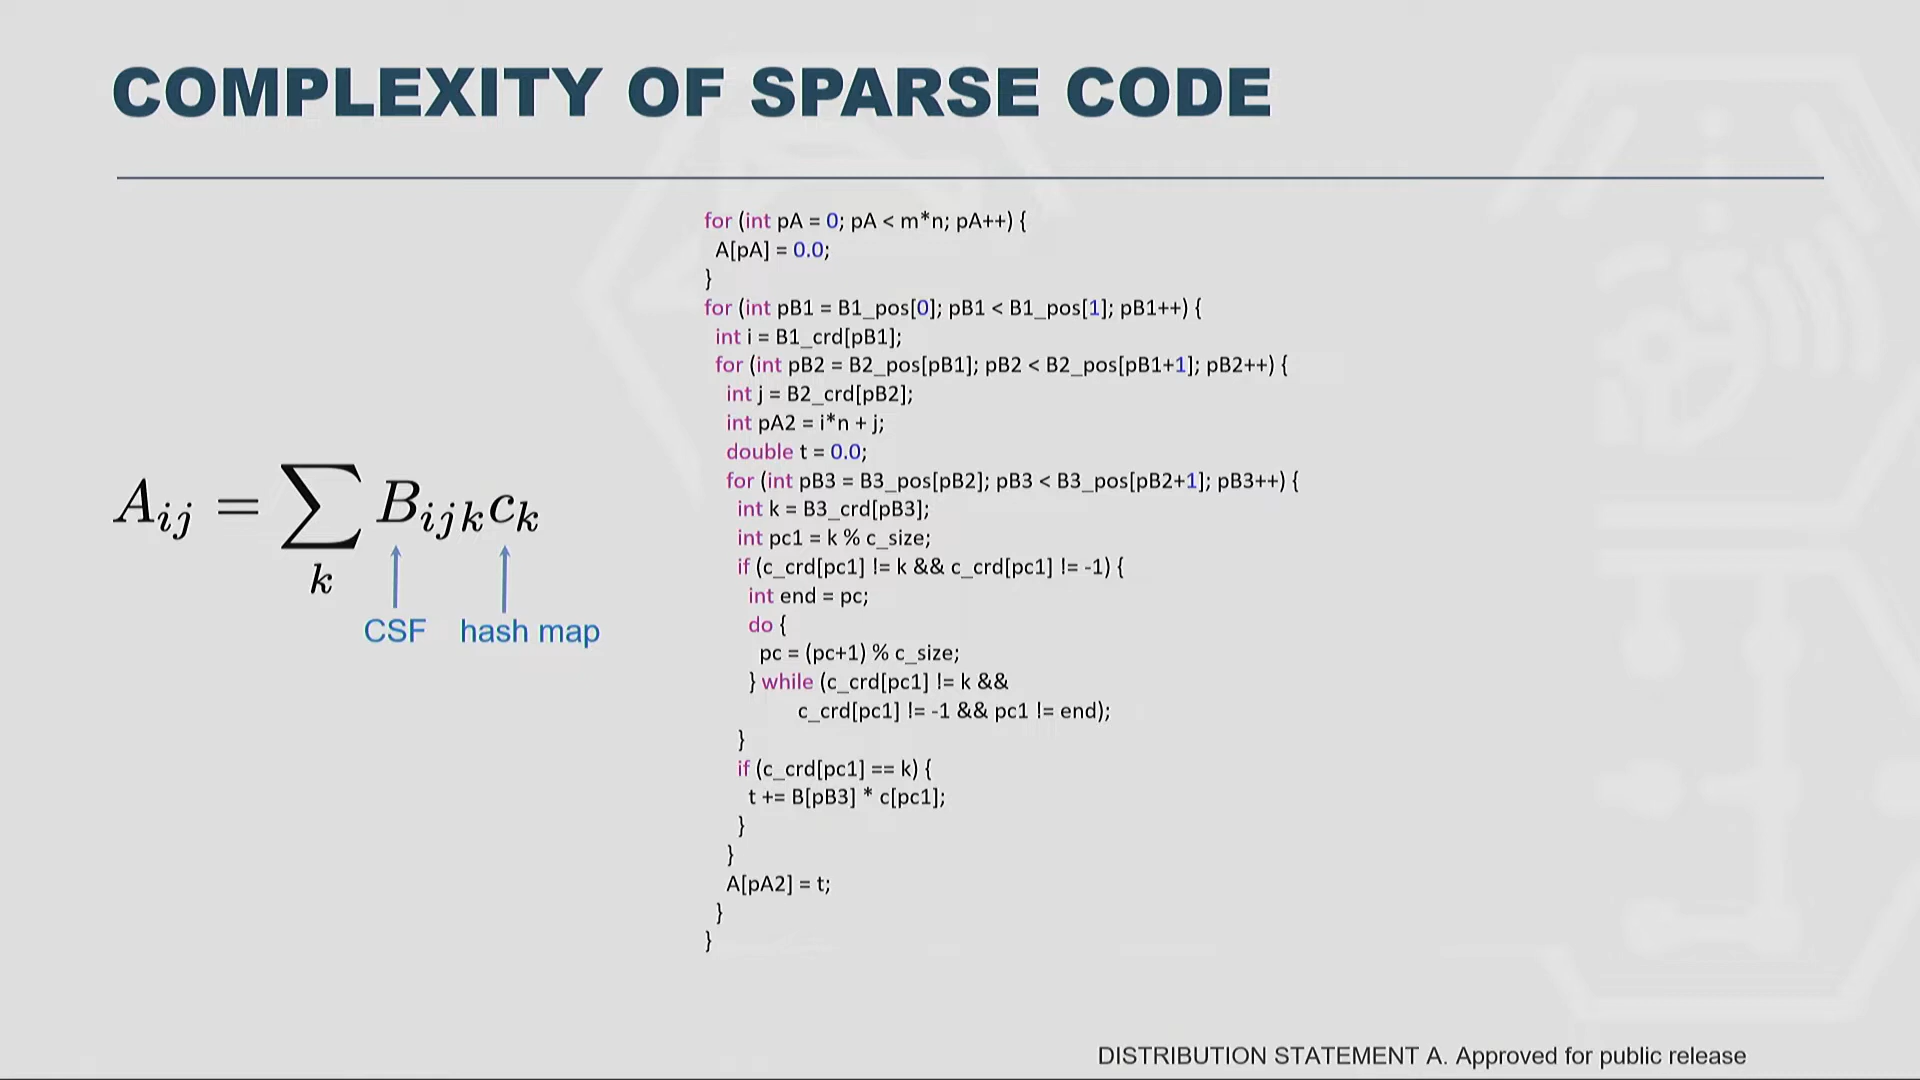 COMPLEXITY OF SPARSE CODE
A_{ij} = \sum_k B_{ijk} c_k
CSF hash map
for (int pA = 0; pA < m*n; pA++) {
A[pA] = 0.0;
}
for (int pB1 = B1_pos[0]; pB1 < B1_pos[1]; pB1++) {
int i = B1_crd[pB1];
for (int pB2 = B2_pos[pB1]; pB2 < B2_pos[pB1+1]; pB2++) {
int j = B2_crd[pB2];
int pA2 = i*n + j;
double t = 0.0;
for (int pB3 = B3_pos[pB2]; pB3 < B3_pos[pB2+1]; pB3++) {
int k = B3_crd[pB3];
int pc1 = k % c_size;
if (c_crd[pc1] != k && c_crd[pc1] != -1) {
int end = pc;
do {
pc = (pc+1) % c_size;
} while (c_crd[pc1] != k &&
c_crd[pc1] != -1 && pc1 != end);
}
if (c_crd[pc1] == k) {
t += B[pB3] * c[pc1];
}
}
A[pA2] = t;
}
}
DISTRIBUTION STATEMENT A. Approved for public release